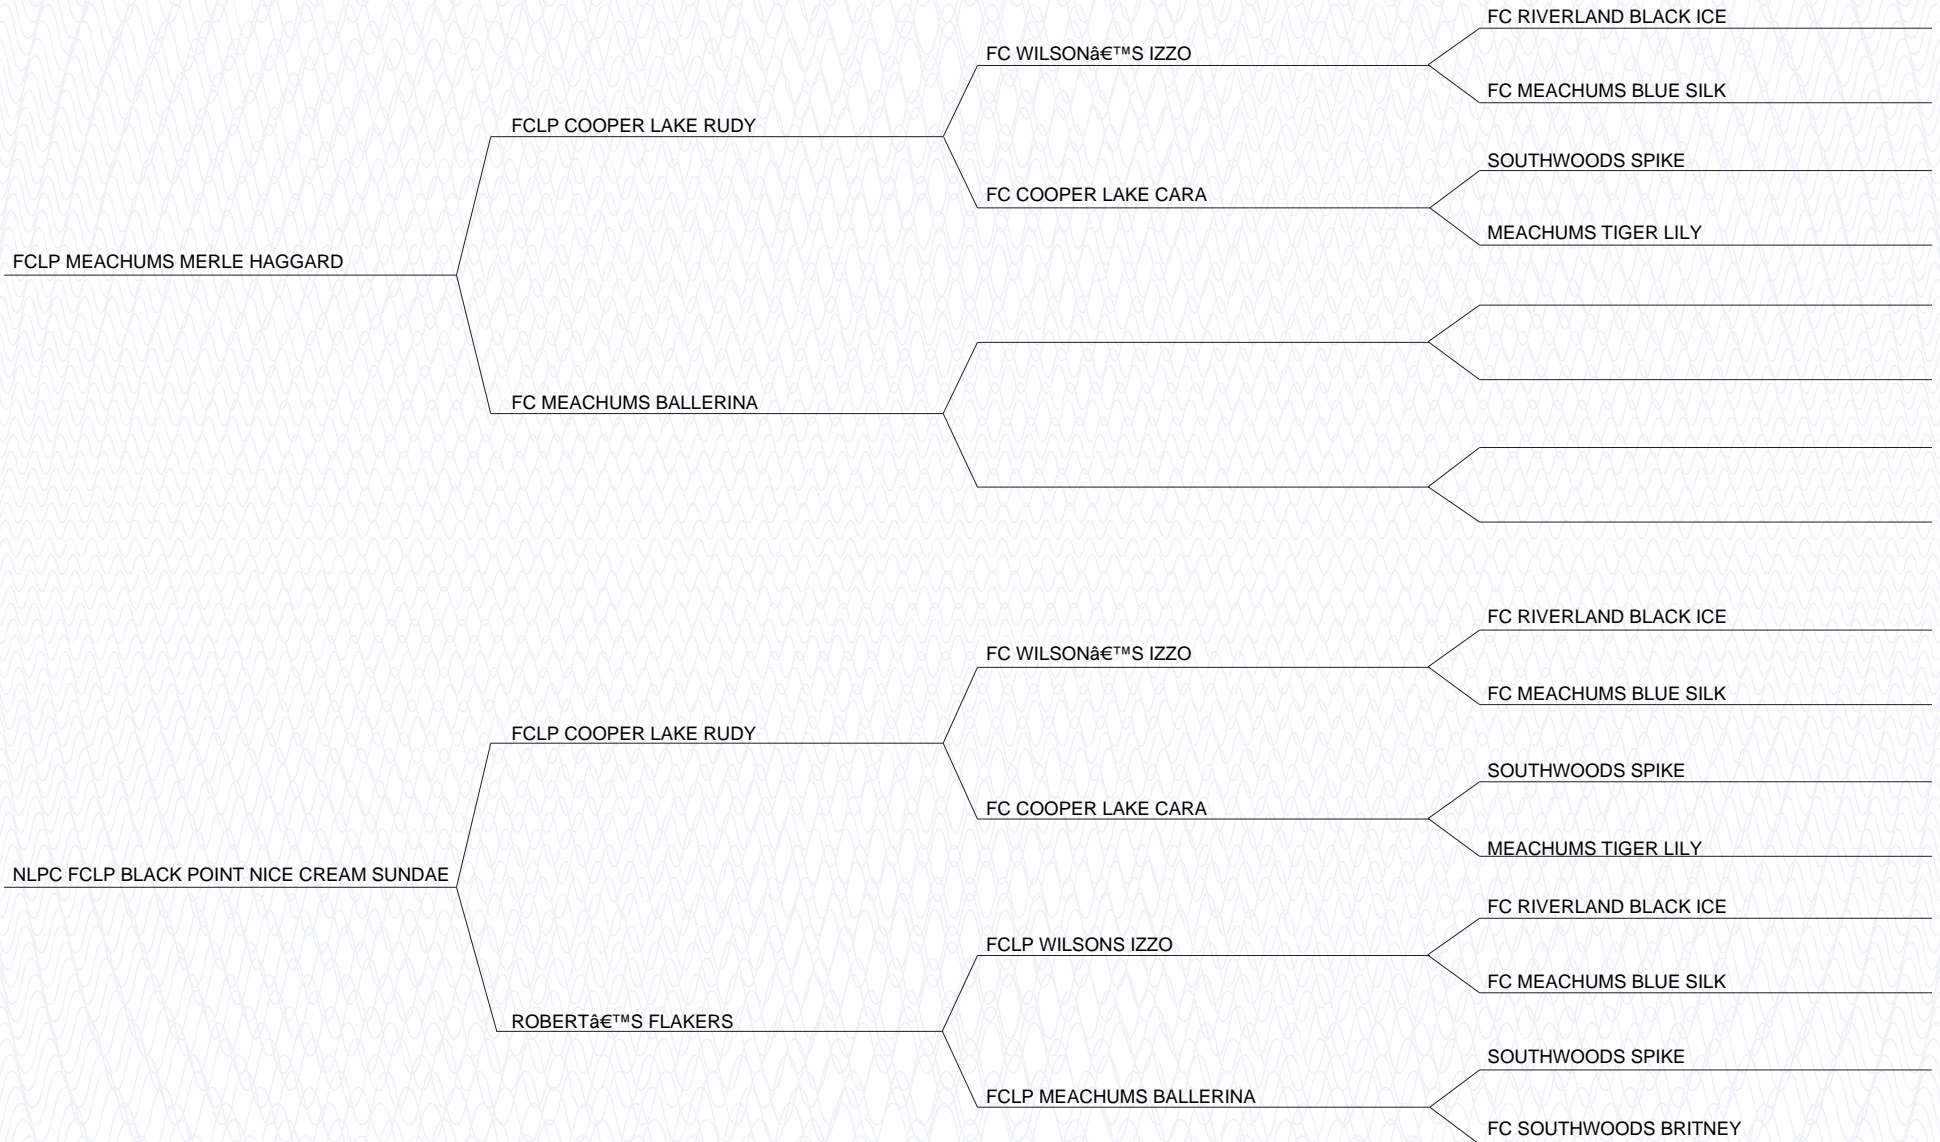 FC RIVERLAND BLACK ICE
FC WILSONâ€™S IZZO
FC MEACHUMS BLUE SILK
FCLP COOPER LAKE RUDY
SOUTHWOODS SPIKE
FC COOPER LAKE CARA
MEACHUMS TIGER LILY
FCLP MEACHUMS MERLE HAGGARD
FC MEACHUMS BALLERINA
FC RIVERLAND BLACK ICE
FC WILSONâ€™S IZZO
FC MEACHUMS BLUE SILK
FCLP COOPER LAKE RUDY
SOUTHWOODS SPIKE
FC COOPER LAKE CARA
MEACHUMS TIGER LILY
NLPC FCLP BLACK POINT NICE CREAM SUNDAE
FC RIVERLAND BLACK ICE
FCLP WILSONS IZZO
FC MEACHUMS BLUE SILK
ROBERTâ€™S FLAKERS
SOUTHWOODS SPIKE
FCLP MEACHUMS BALLERINA
FC SOUTHWOODS BRITNEY